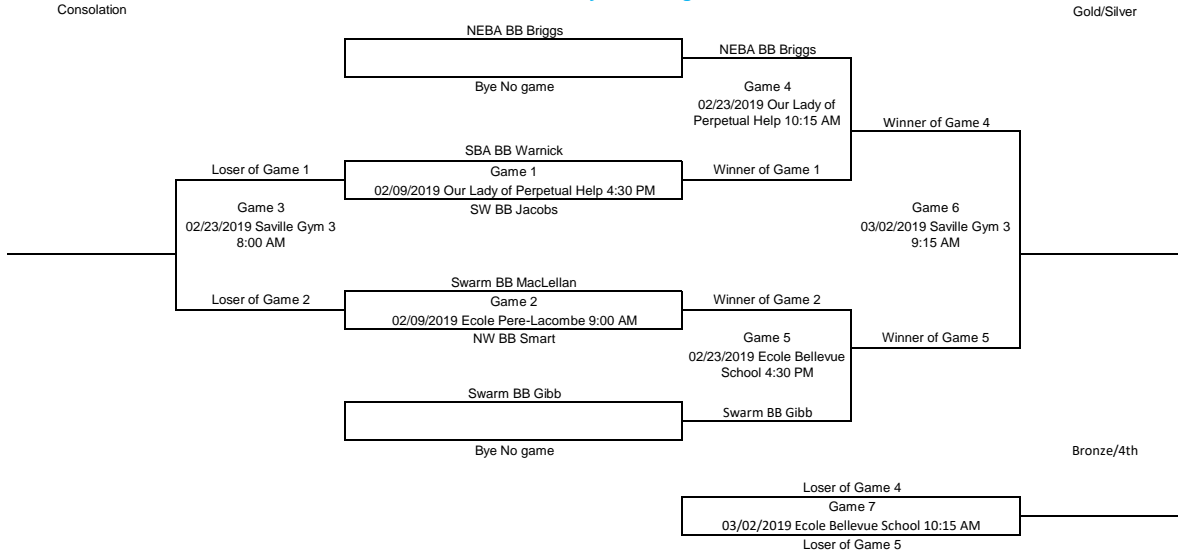 Consolation
Gold/Silver
NEBA BB Briggs
NEBA BB Briggs
Bye No game
Game 4
02/23/2019 Our Lady of
Perpetual Help 10:15 AM
Winner of Game 4
SBA BB Warnick
Loser of Game 1
Game 1
Winner of Game 1
02/09/2019 Our Lady of Perpetual Help 4:30 PM
SW BB Jacobs
Game 3
02/23/2019 Saville Gym 3
8:00 AM
Game 6
03/02/2019 Saville Gym 3
9:15 AM
Swarm BB MacLellan
Loser of Game 2
Game 2
Winner of Game 2
02/09/2019 Ecole Pere-Lacombe 9:00 AM
NW BB Smart
Game 5
02/23/2019 Ecole Bellevue
School 4:30 PM
Winner of Game 5
Swarm BB Gibb
Swarm BB Gibb
Bye No game
Bronze/4th
Loser of Game 4
Game 7
03/02/2019 Ecole Bellevue School 10:15 AM
Loser of Game 5